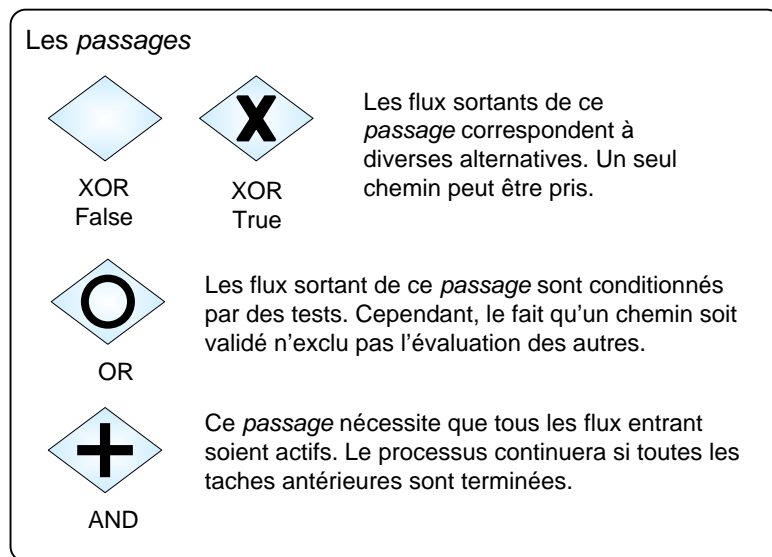 Les passages
XOR
False
X
XOR
True
Les flux sortants de ce
passage correspondent à
diverses alternatives. Un seul
chemin peut être pris.
OR
Les flux sortant de ce passage sont conditionnés
par des tests. Cependant, le fait qu'un chemin soit
validé n'exclu pas l'évaluation des autres.
AND
Ce passage nécessite que tous les flux entrant
soient actifs. Le processus continuera si toutes les
taches antérieures sont terminées.